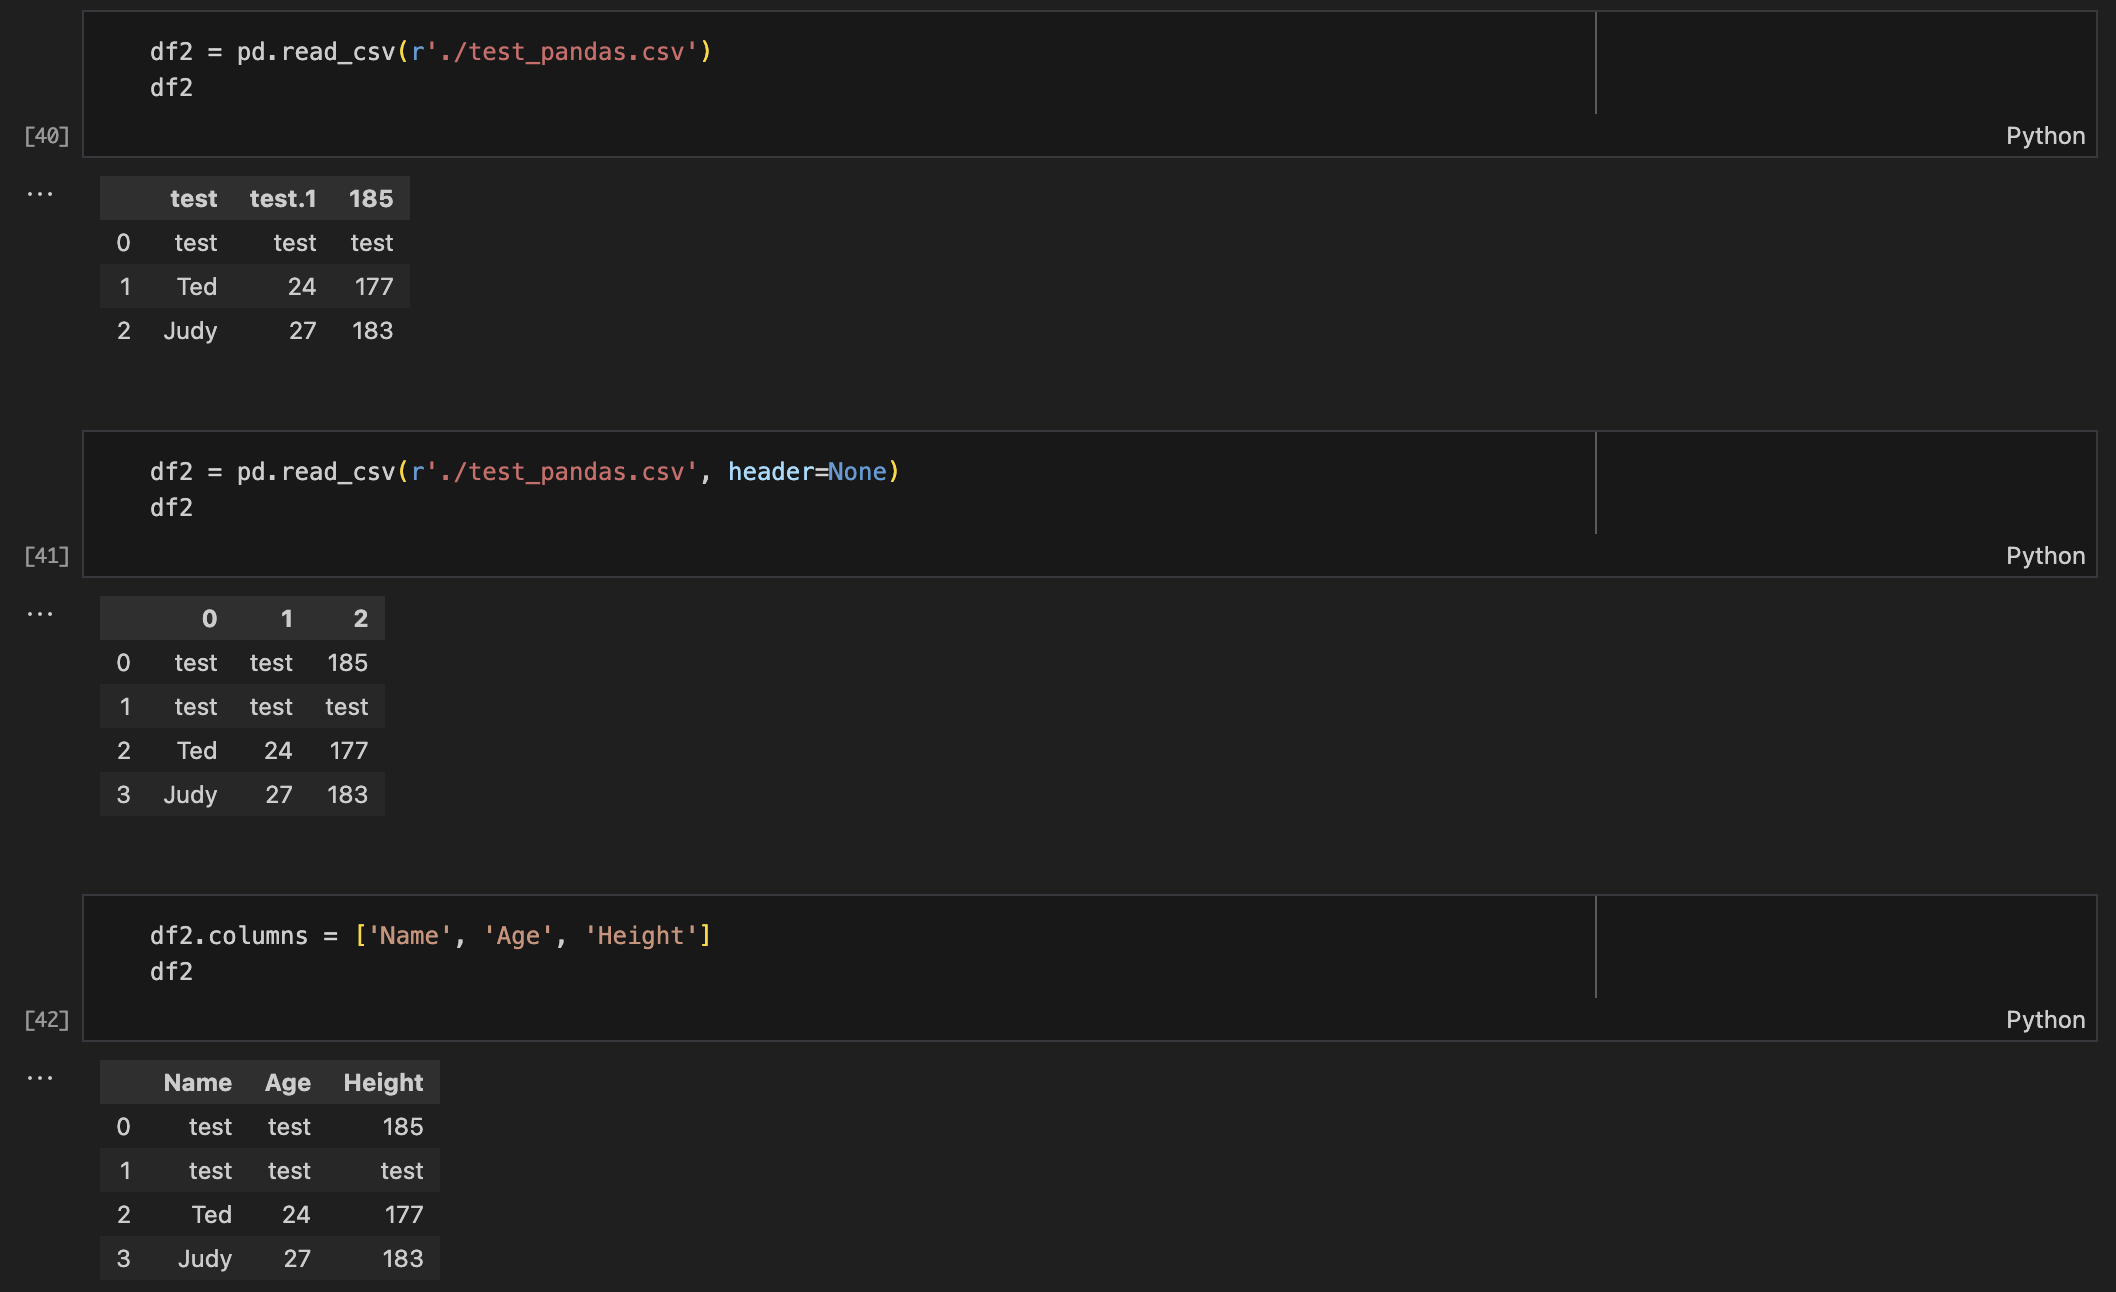 df2 = pd.read_csv(r'./test_pandas.csv')
df2
[40]
Python
...
test test.1 185
0 test test test
1 Ted 24 177
2 Judy 27 183
df2 = pd.read_csv(r'./test_pandas.csv', header=None)
df2
[41]
Python
...
0 1 2
0 test test 185
1 test test test
2 Ted 24 177
3 Judy 27 183
df2.columns = ['Name', 'Age', 'Height']
df2
[42]
Python
...
Name Age Height
0 test test 185
1 test test test
2 Ted 24 177
3 Judy 27 183